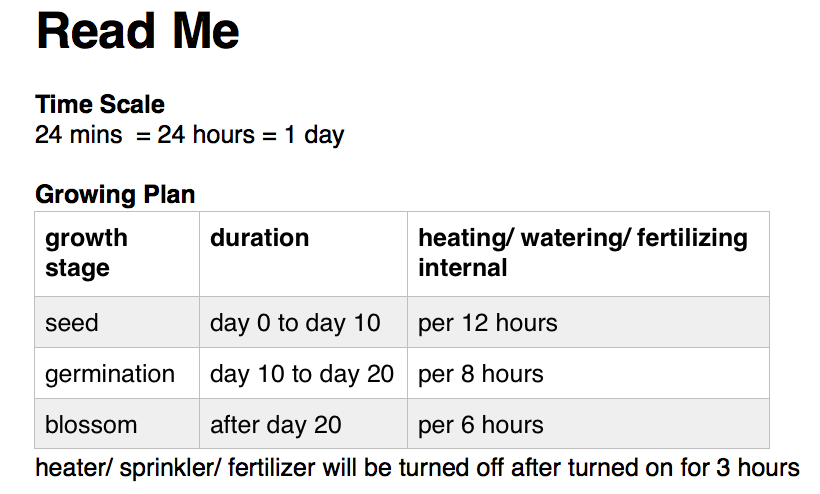 Read Me
Time Scale
24 mins  = 24 hours = 1 day
Growing Plan
growth stage | duration | heating/ watering/ fertilizing internal
seed | day 0 to day 10 | per 12 hours
germination | day 10 to day 20 | per 8 hours
blossom | after day 20 | per 6 hours
heater/ sprinkler/ fertilizer will be turned off after turned on for 3 hours